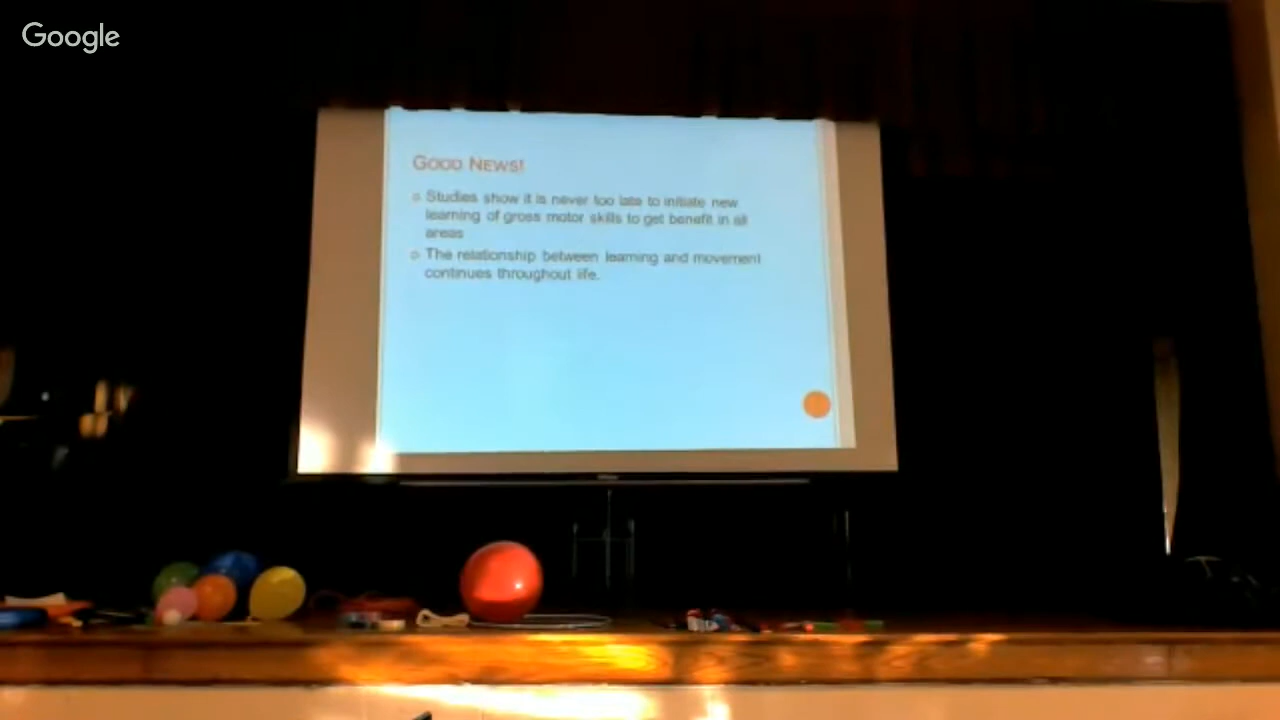 Google
GOOD NEWS!
Studies show it is never too late to initiate new
learning of gross motor skills to get benefit in all
areas
The relationship between learning and movement
continues throughout life.